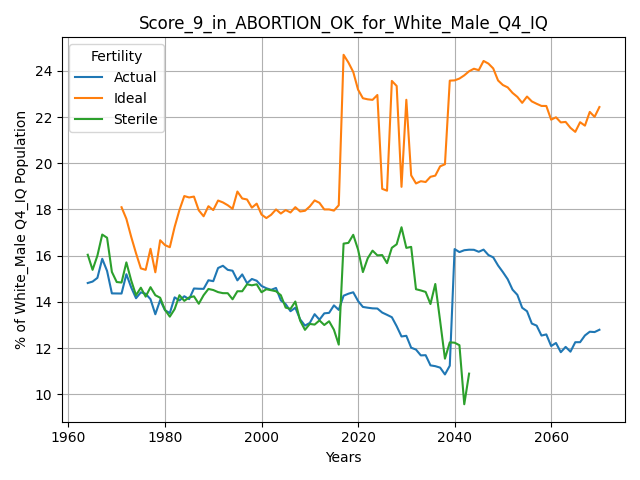 Score_9_in_ABORTION_OK_for_White_Male_Q4_IQ
Fertility
Actual
Ideal
Sterile
% of White_Male Q4_IQ Population
24
22
20
18
16
14
12
10
1960 1980 2000 2020 2040 2060
Years